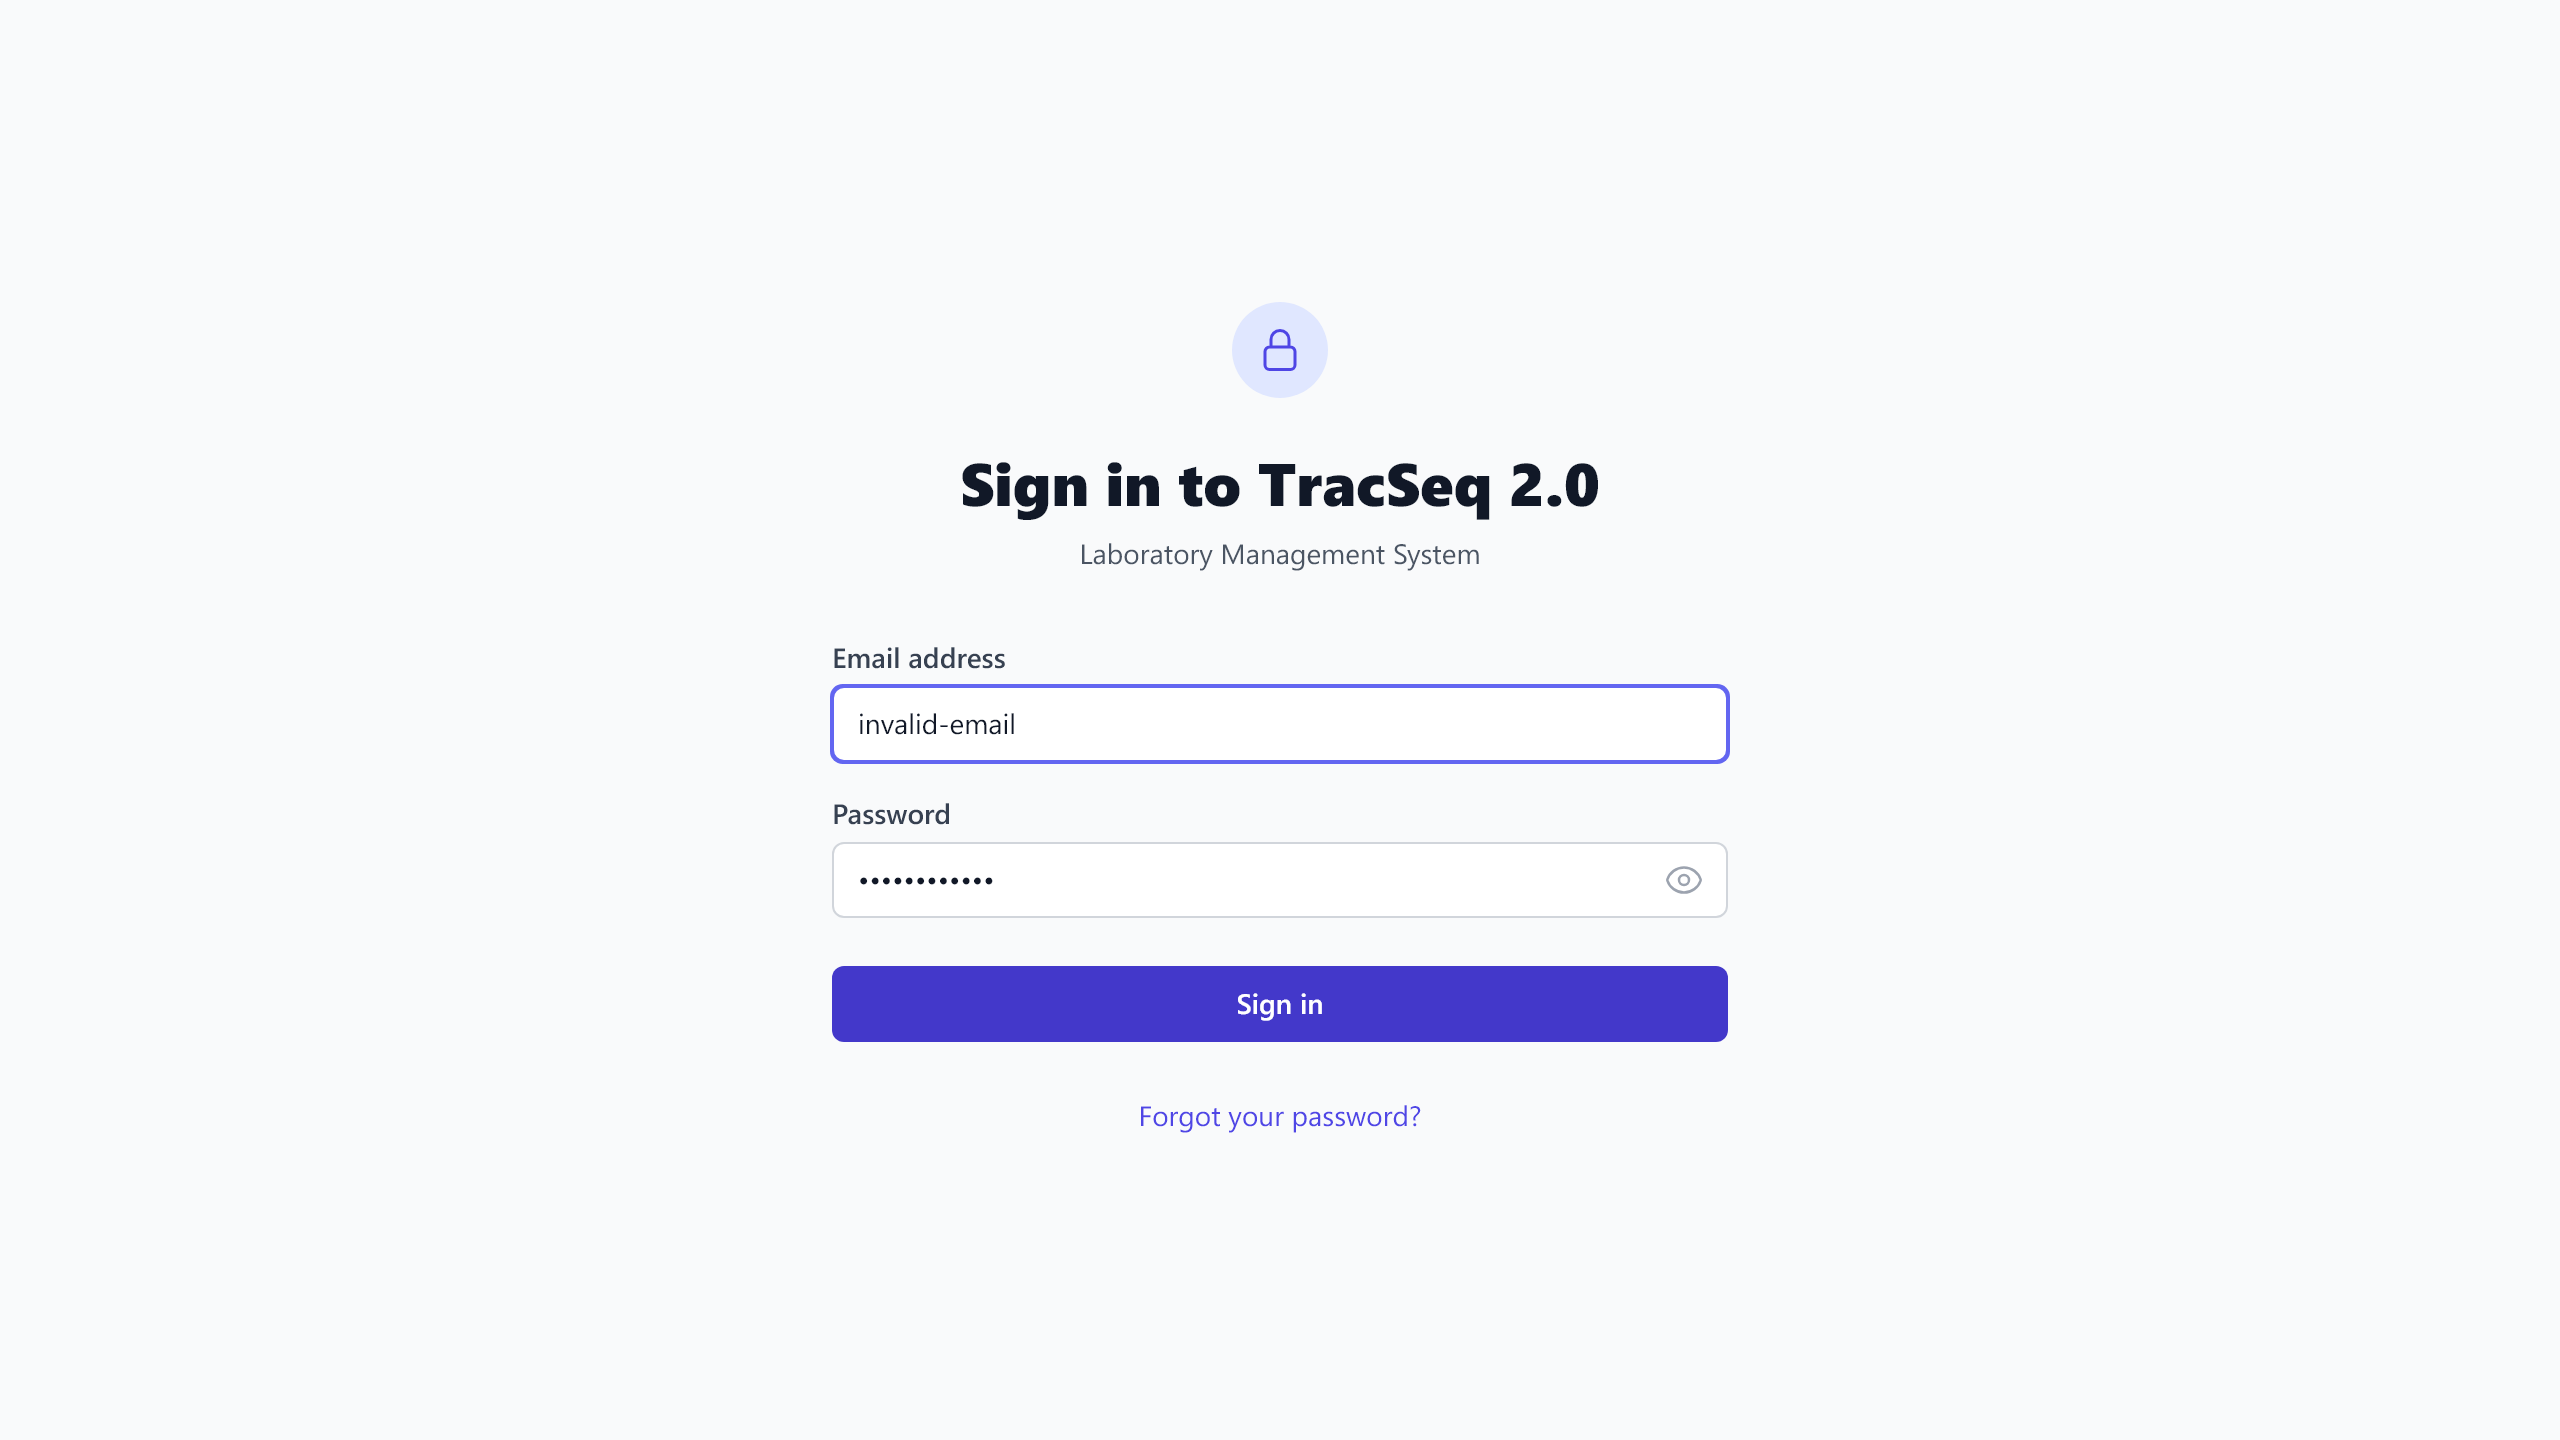 Sign in to TracSeq 2.0
Laboratory Management System
Email address
invalid-email
Password
••••••••••••
Sign in
Forgot your password?